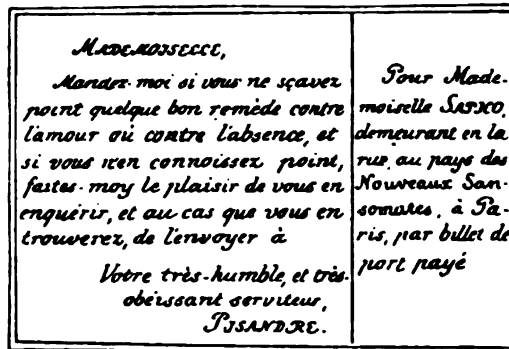 MADEMOISELLE,
Mandez-moi si vous ne sçavez
point quelque bon remède contre
l'amour où contre l'absence, et
si vous n'en connoissez point,
faites-moy le plaisir de vous en
enquérir, et au cas que vous en
trouverez, de l'envoyer à
Votre très-humble, et très-
obéissant serviteur,
PISANDRE.
Pour Made-
moiselle SAPHO,
demeurant en la
rue, au pays des
Nouveaux San-
somates, à Pa-
ris, par billet de
port payé